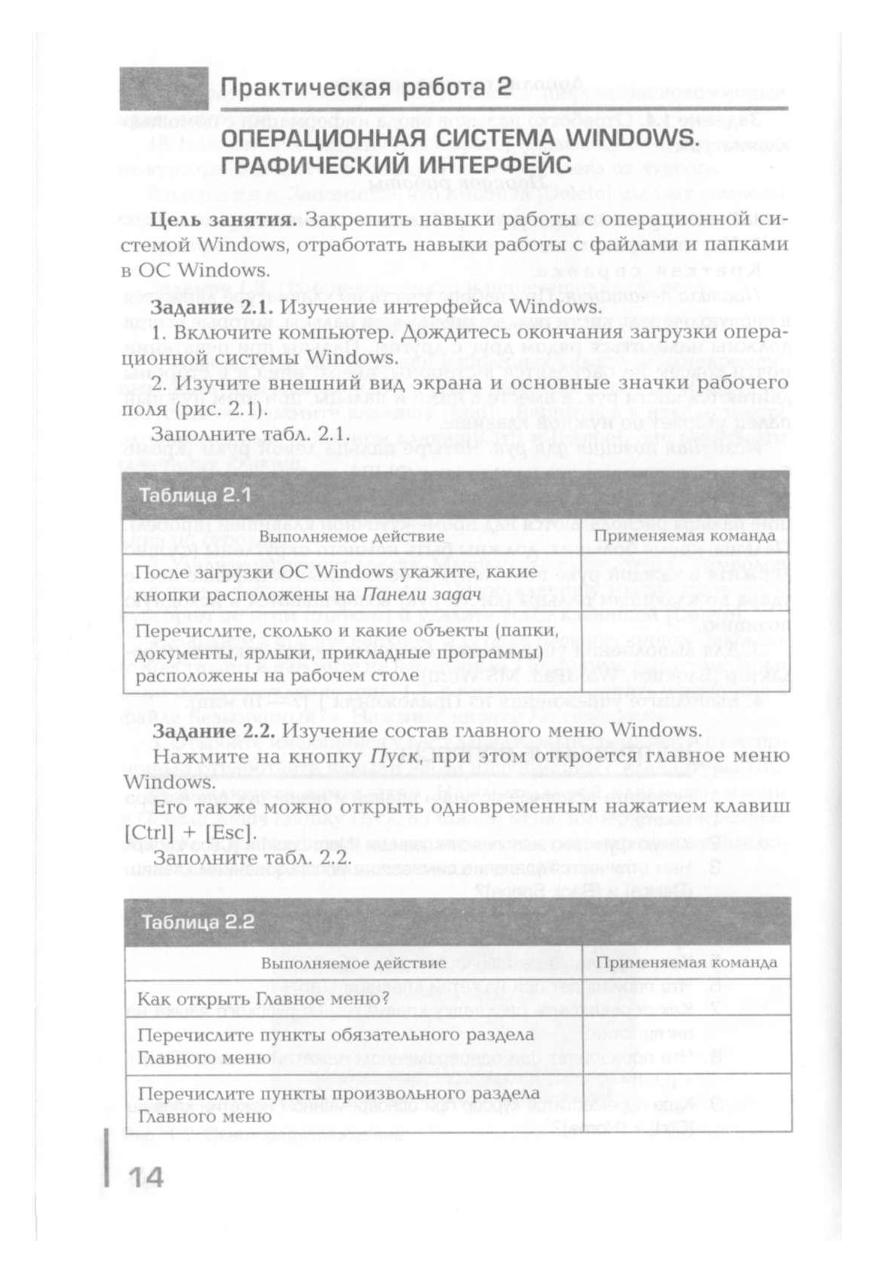 Практическая работа 2
ОПЕРАЦИОННАЯ СИСТЕМА WINDOWS.
ГРАФИЧЕСКИЙ ИНТЕРФЕЙС
Цель занятия. Закрепить навыки работы с операционной си-
стемой Windows, отработать навыки работы с файлами и папками
в ОС Windows.
Задание 2.1. Изучение интерфейса Windows.
1. Включите компьютер. Дождитесь окончания загрузки опера-
ционной системы Windows.
2. Изучите внешний вид экрана и основные значки рабочего
поля (рис. 2.1).
Заполните табл. 2.1.
Таблица 2.1
Выполняемое действие Применяемая команда
После загрузки ОС Windows укажите, какие
кнопки расположены на Панели задач
Перечислите, сколько и какие объекты (папки,
документы, ярлыки, прикладные программы)
расположены на рабочем столе
Задание 2.2. Изучение состав главного меню Windows.
Нажмите на кнопку Пуск, при этом откроется главное меню
Windows.
Его также можно открыть одновременным нажатием клавиш
[Ctrl] + [Esc].
Заполните табл. 2.2.
Таблица 2.2
Выполняемое действие Применяемая команда
Как открыть Главное меню?
Перечислите пункты обязательного раздела
Главного меню
Перечислите пункты произвольного раздела
Главного меню
14